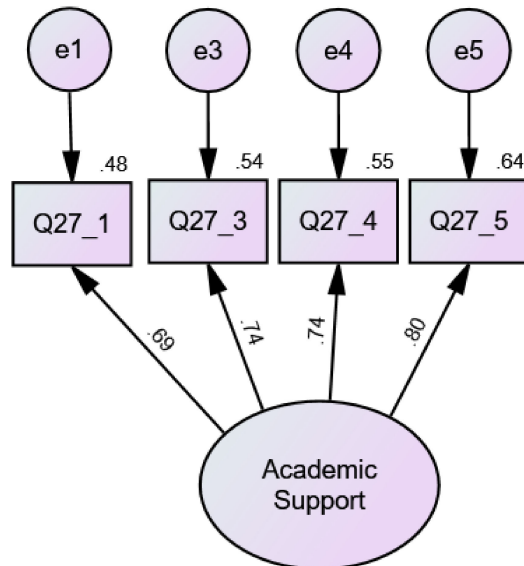 e1
e3
e4
e5
.48
.54
.55
.64
Q27_1
Q27_3
Q27_4
Q27_5
.69
.74
.74
.80
Academic
Support